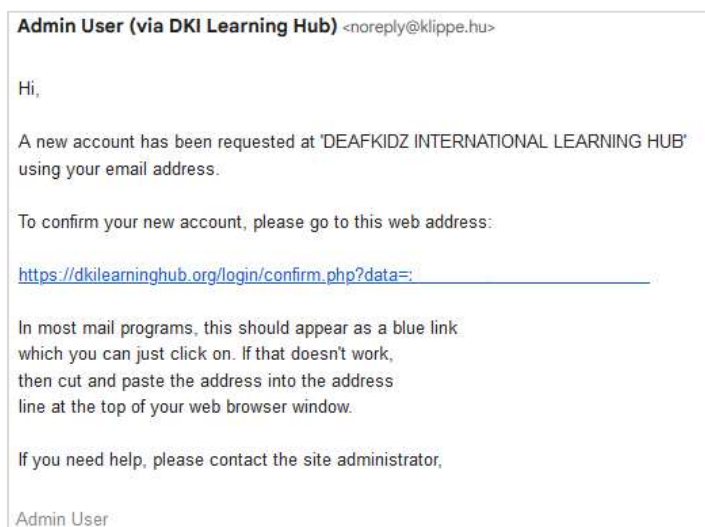 Admin User (via DKI Learning Hub) <noreply@klippe.hu>
Hi,
A new account has been requested at 'DEAFKIDZ INTERNATIONAL LEARNING HUB'
using your email address.
To confirm your new account, please go to this web address:
https://dkilearninghub.org/login/confirm.php?data=:
In most mail programs, this should appear as a blue link
which you can just click on. If that doesn't work,
then cut and paste the address into the address
line at the top of your web browser window.
If you need help, please contact the site administrator,
Admin User